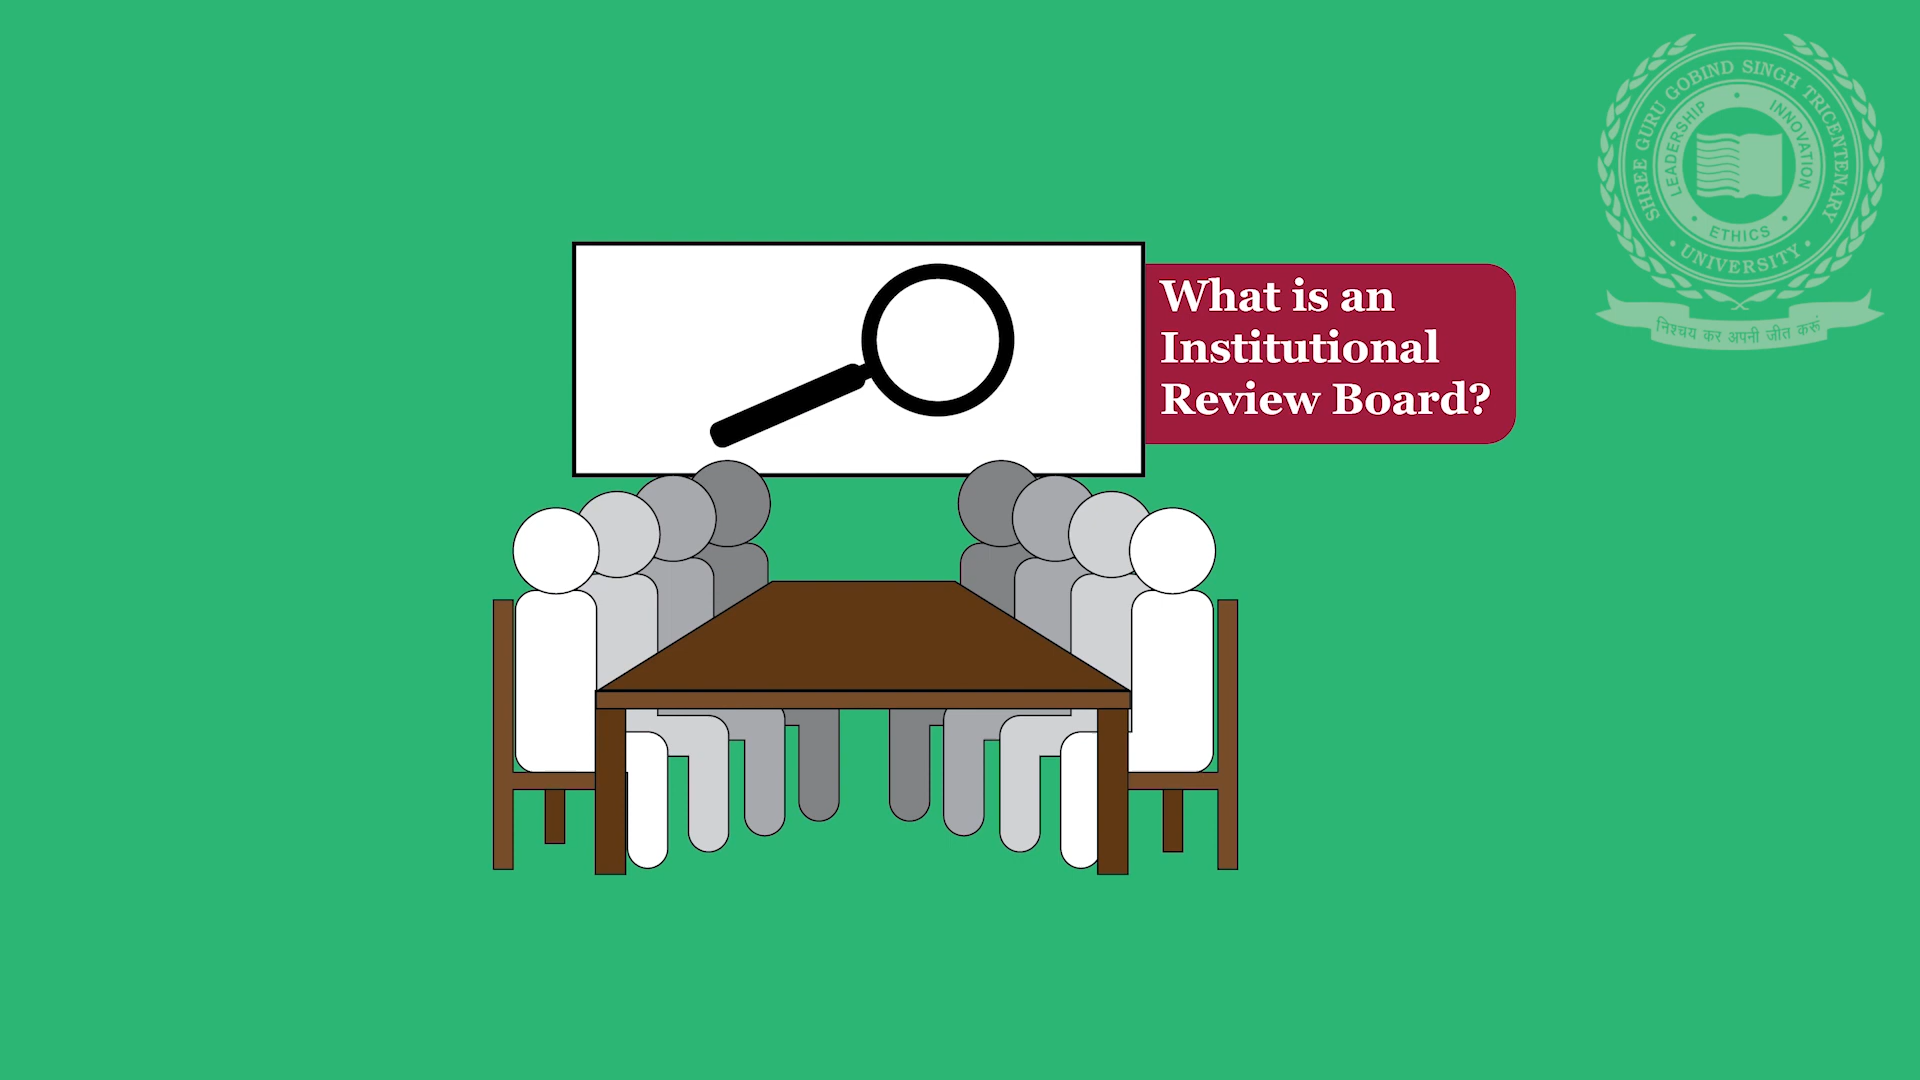 What is an
Institutional
Review Board?
SHREE GURU GOBIND SINGH TRICENTENARY
UNIVERSITY
LEADERSHIP
INNOVATION
ETHICS
निश्चय कर अपनी जीत करूं